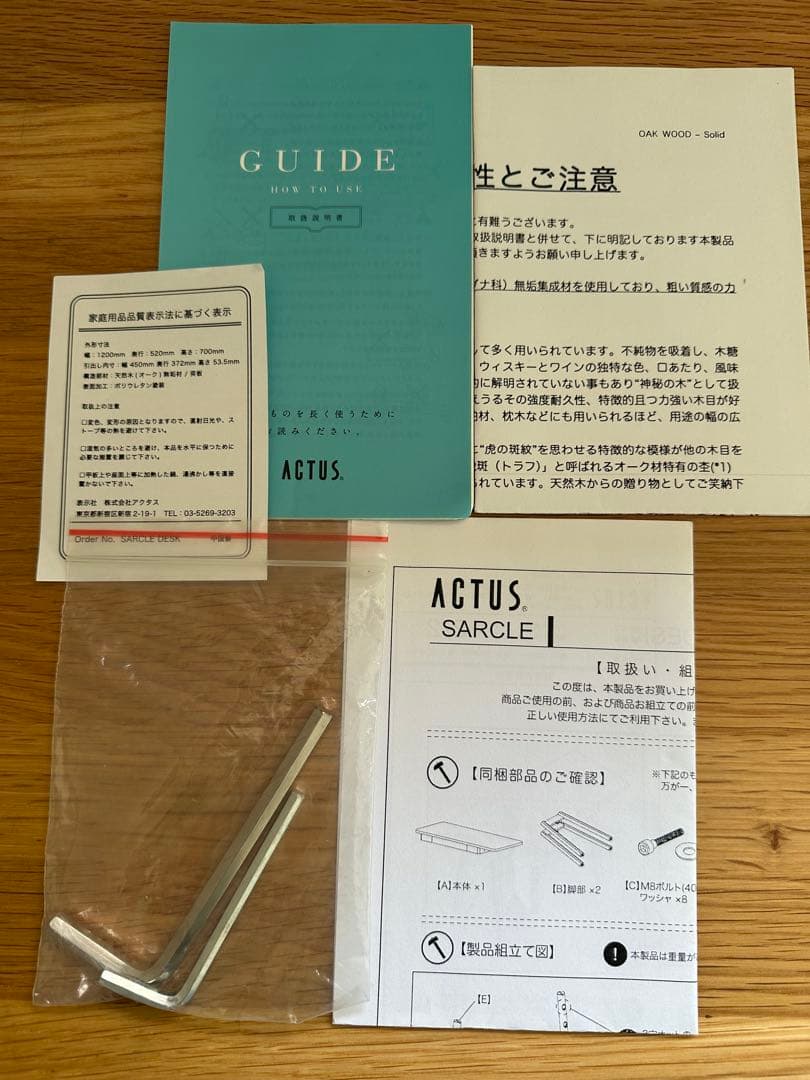 GUIDE
HOW TO USE
取扱説明書
ものを長く使うために
お読みください。
ACTUS®
OAK WOOD – Solid
性とご注意
に有難うございます。
取扱説明書と併せて、下に明記しております本製品
頂きますようお願い申し上げます。
ブナ科）無垢集成材を使用しており、粗い質感の力
して多く用いられています。不純物を吸着し、木糖
ウィスキーとワインの独特な色、口あたり、風味
的に解明されていない事もあり“神秘の木”として扱
えうるその強度耐久性、特徴的且つ力強い木目が好
材、枕木などにも用いられるほど、用途の幅の広
に“虎の斑紋”を思わせる特徴的な模様が他の木目を
斑（トラフ）」と呼ばれるオーク材特有の杢(*1)
られています。天然木からの贈り物としてご笑納下
家庭用品品質表示法に基づく表示
外形寸法
幅：1200mm 奥行：520mm 高さ：700mm
引出し内寸：幅 450mm 奥行 372mm 高さ 53.5mm
構造部材：天然木(オーク)無垢材 / 突板
表面加工：ポリウレタン塗装
取扱上の注意
□変色、変形の原因となりますので、直射日光や、ス
トーブ等の熱を避けて下さい。
□湿気の多いところを避け、本品を水平に保つために
必要な措置を講じて下さい。
□甲板上や座面上等に加熱した鍋、湯沸かし等を直接
置かないで下さい。
表示社 株式会社アクタス
東京都新宿区新宿2-19-1 TEL：03-5269-3203
Order No. SARCLE DESK 中国製
ACTUS®
SARCLE
【取扱い・組
この度は、本製品をお買い上げ
商品ご使用の前、および商品お組立ての前
正しい使用方法にてご利用下さい。
【同梱部品のご確認】
※下記のも
万が一、
【A】本体 ×1
【B】脚部 ×2
【C】M8ボルト(40
ワッシャ ×8
【製品組立て図】
本製品は重量が
【E】